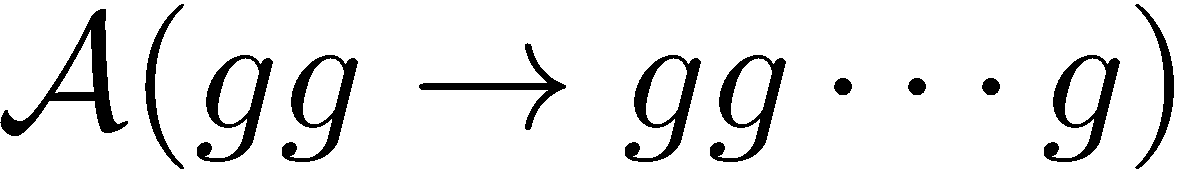 𝒜(gg ⟶ gg ⋯ g)